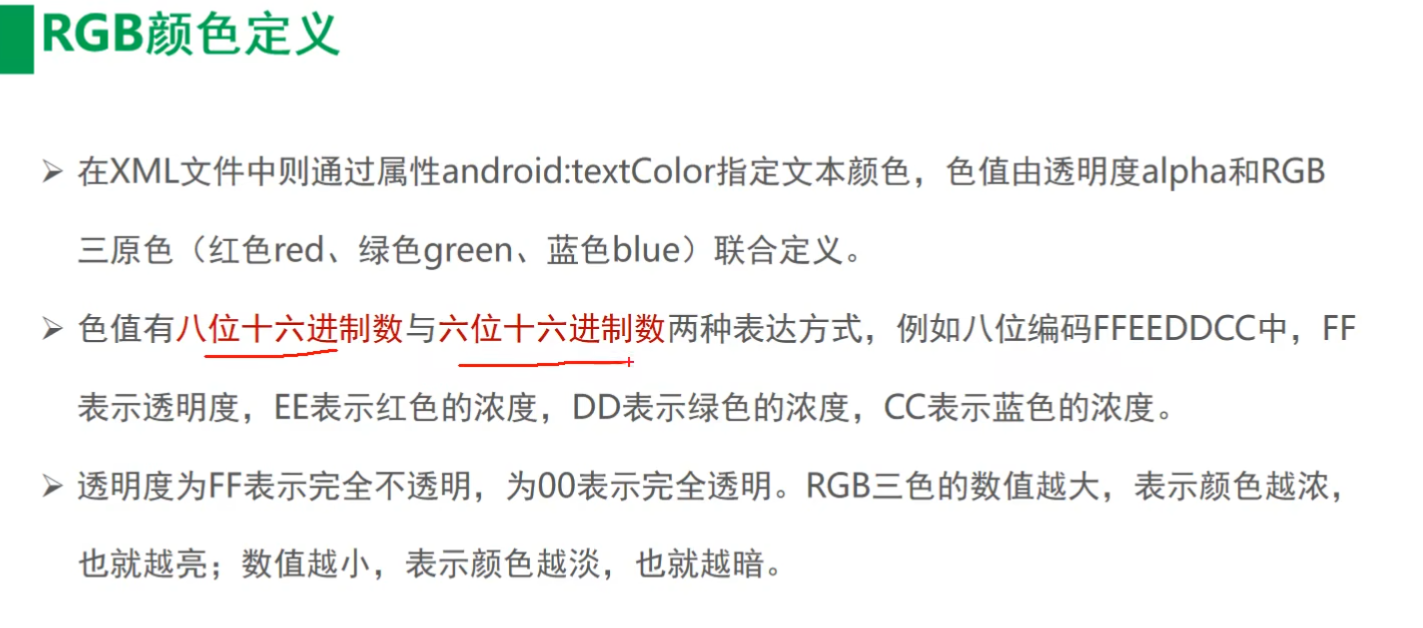 RGB颜色定义
在XML文件中则通过属性android:textColor指定文本颜色，色值由透明度alpha和RGB
三原色（红色red、绿色green、蓝色blue）联合定义。
色值有八位十六进制数与六位十六进制数两种表达方式，例如八位编码FFEEDDCC中，FF
表示透明度，EE表示红色的浓度，DD表示绿色的浓度，CC表示蓝色的浓度。
透明度为FF表示完全不透明，为00表示完全透明。RGB三色的数值越大，表示颜色越浓，
也就越亮；数值越小，表示颜色越淡，也就越暗。